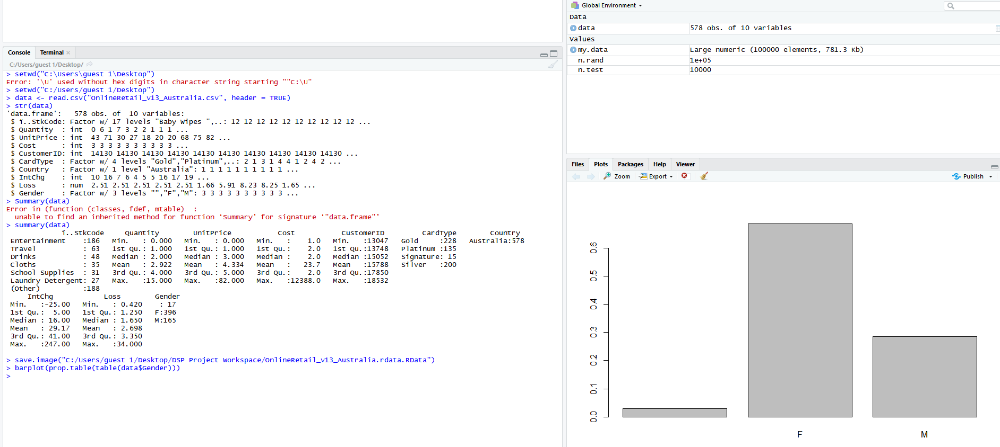 Console Terminal
C:/Users/guest 1/Desktop/
> setwd("C:\Users\guest 1\Desktop")
Error: '\U' used without hex digits in character string starting ""C:\U"
> setwd("C:/Users/guest 1/Desktop")
> data <- read.csv("OnlineRetail_v13_Australia.csv", header = TRUE)
> str(data)
'data.frame':   578 obs. of  10 variables:
 $ ï..StkCode: Factor w/ 17 levels "Baby Wipes ",..: 12 12 12 12 12 12 12 12 12 12 ...
 $ Quantity  : int  0 6 1 7 3 2 2 1 1 1 ...
 $ UnitPrice : int  43 71 30 27 18 20 20 68 75 82 ...
 $ Cost      : int  3 3 3 3 3 3 3 3 3 3 ...
 $ CustomerID: int  14130 14130 14130 14130 14130 14130 14130 14130 14130 14130 ...
 $ CardType  : Factor w/ 4 levels "Gold","Platinum",..: 2 1 3 1 4 4 1 2 4 2 ...
 $ Country   : Factor w/ 1 level "Australia": 1 1 1 1 1 1 1 1 1 1 ...
 $ IntChg    : int  10 16 7 6 4 5 5 16 17 19 ...
 $ Loss      : num  2.51 2.51 2.51 2.51 2.51 1.66 5.91 8.23 8.25 1.65 ...
 $ Gender    : Factor w/ 3 levels "","F","M": 3 3 3 3 3 3 3 3 3 3 ...
> Summary(data)
Error in (function (classes, fdef, mtable)  :
  unable to find an inherited method for function ‘Summary’ for signature ‘"data.frame"’
> summary(data)
             ï..StkCode     Quantity        UnitPrice           Cost           CustomerID         CardType        Country
 Entertainment    :186   Min.   : 0.000   Min.   : 0.000   Min.   :    1.0   Min.   :13047   Gold     :228   Australia:578
 Travel           : 63   1st Qu.: 1.000   1st Qu.: 1.000   1st Qu.:    2.0   1st Qu.:13748   Platinum :135
 Drinks           : 48   Median : 2.000   Median : 3.000   Median :    2.0   Median :15052   Signature: 15
 Cloths           : 35   Mean   : 2.922   Mean   : 4.334   Mean   :   23.7   Mean   :15788   Silver   :200
 School Supplies  : 31   3rd Qu.: 4.000   3rd Qu.: 5.000   3rd Qu.:    2.0   3rd Qu.:17850
 Laundry Detergent: 27   Max.   :15.000   Max.   :82.000   Max.   :12388.0   Max.   :18532
 (Other)          :188
     IntChg            Loss        Gender
 Min.   :-25.00   Min.   : 0.420    : 17
 1st Qu.:  5.00   1st Qu.: 1.250   F:396
 Median : 16.00   Median : 1.650   M:165
 Mean   : 29.17   Mean   : 2.698
 3rd Qu.: 41.00   3rd Qu.: 3.350
 Max.   :247.00   Max.   :34.000
> save.image("C:/Users/guest 1/Desktop/DSP Project Workspace/OnlineRetail_v13_Australia.rdata.RData")
> barplot(prop.table(table(data$Gender)))
>
Global Environment
Data
data 578 obs. of 10 variables
Values
my.data Large numeric (100000 elements, 781.3 Kb)
n.rand 1e+05
n.test 10000
Files Plots Packages Help Viewer
Zoom Export Publish
0.6
0.5
0.4
0.3
0.2
0.1
0.0
F M